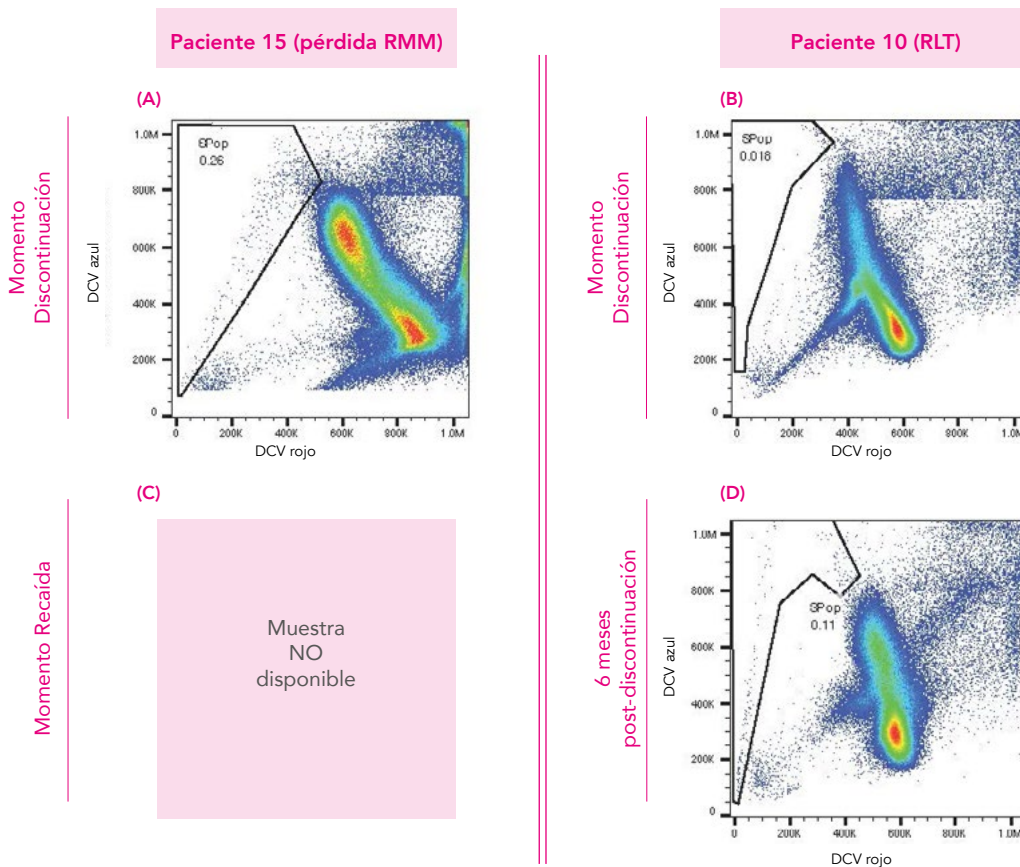 Paciente 15 (pérdida RMM)
Paciente 10 (RLT)
(A)
Momento
Discontinuación
DCV azul
1.0M
800K
600K
400K
200K
0
SPop
0.26
0
200K
400K
600K
800K
1.0M
DCV rojo
(B)
Momento
Discontinuación
DCV azul
1.0M
800K
600K
400K
200K
0
SPop
0.018
0
200K
400K
600K
800K
1.0M
DCV rojo
(C)
Momento Recaída
Muestra
NO
disponible
(D)
6 meses
post-discontinuación
DCV azul
1.0M
800K
600K
400K
200K
0
SPop
0.11
0
200K
400K
600K
800K
1.0M
DCV rojo